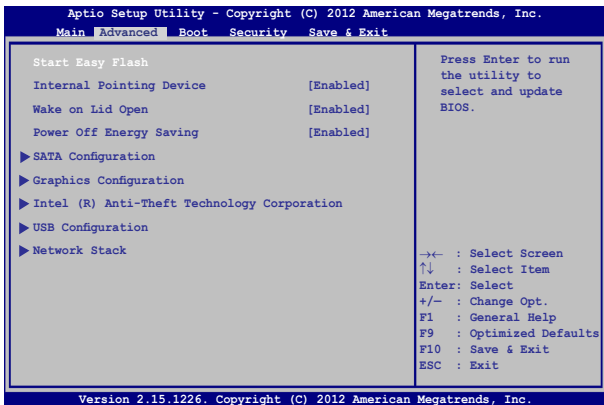 Aptio Setup Utility - Copyright (C) 2012 American Megatrends, Inc.
Main Advanced Boot Security Save & Exit
Start Easy Flash
Internal Pointing Device [Enabled]
Wake on Lid Open [Enabled]
Power Off Energy Saving [Enabled]
▶ SATA Configuration
▶ Graphics Configuration
▶ Intel (R) Anti-Theft Technology Corporation
▶ USB Configuration
▶ Network Stack
Press Enter to run
the utility to
select and update
BIOS.
→← : Select Screen
↑↓ : Select Item
Enter: Select
+/— : Change Opt.
F1 : General Help
F9 : Optimized Defaults
F10 : Save & Exit
ESC : Exit
Version 2.15.1226. Copyright (C) 2012 American Megatrends, Inc.